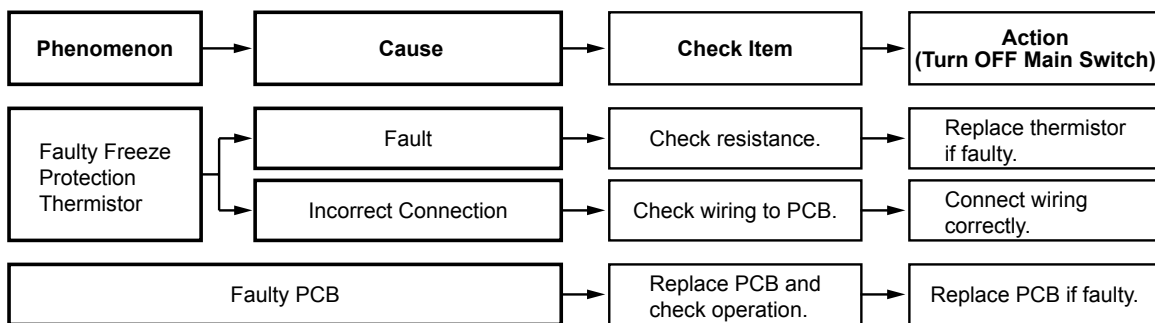 Phenomenon
Cause
Check Item
Action
(Turn OFF Main Switch)
Faulty Freeze
Protection
Thermistor
Fault
Check resistance.
Replace thermistor
if faulty.
Incorrect Connection
Check wiring to PCB.
Connect wiring
correctly.
Faulty PCB
Replace PCB and
check operation.
Replace PCB if faulty.